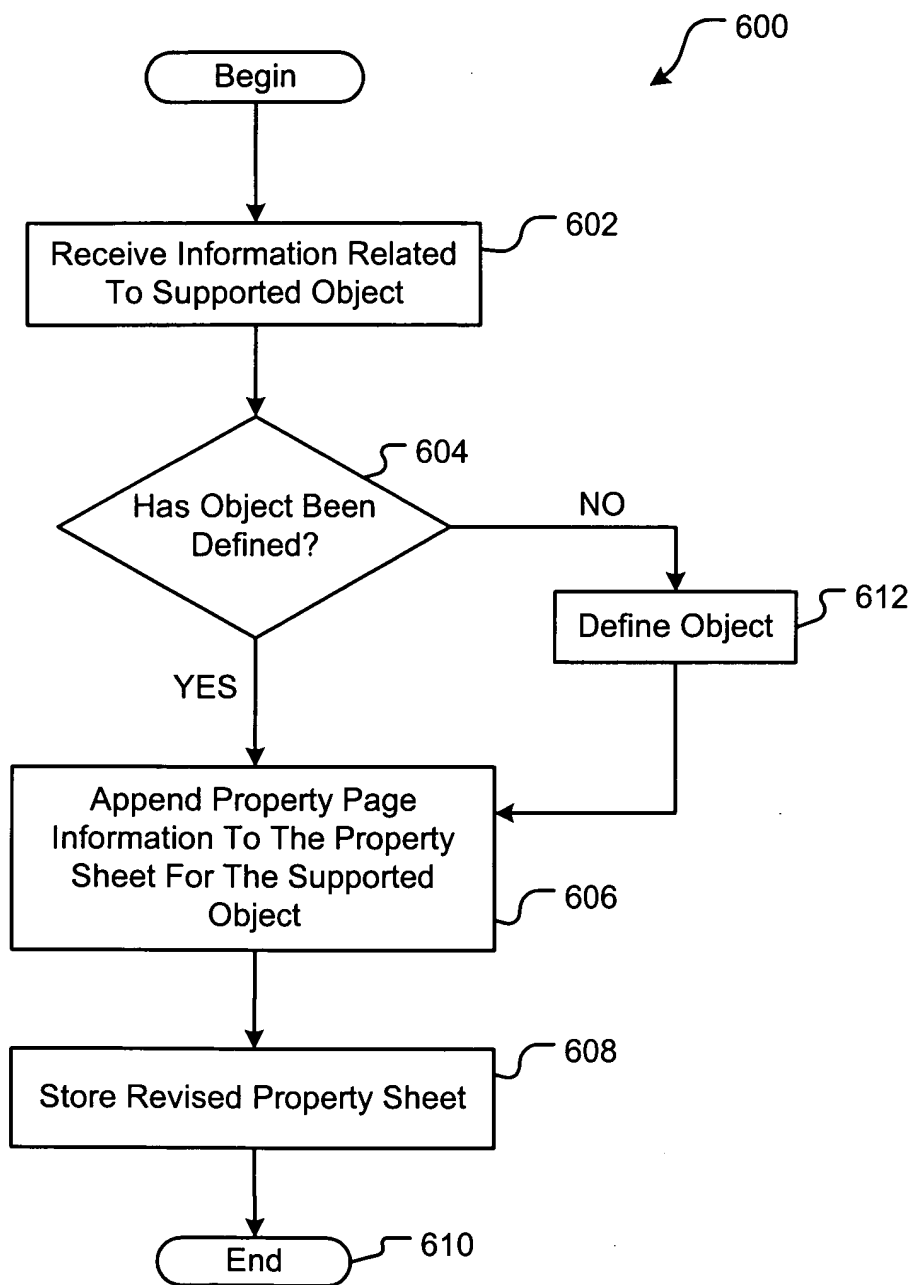 600
Begin
602
Receive Information Related
To Supported Object
604
Has Object Been
Defined?
NO
612
Define Object
YES
Append Property Page
Information To The Property
Sheet For The Supported
Object
606
608
Store Revised Property Sheet
End
610